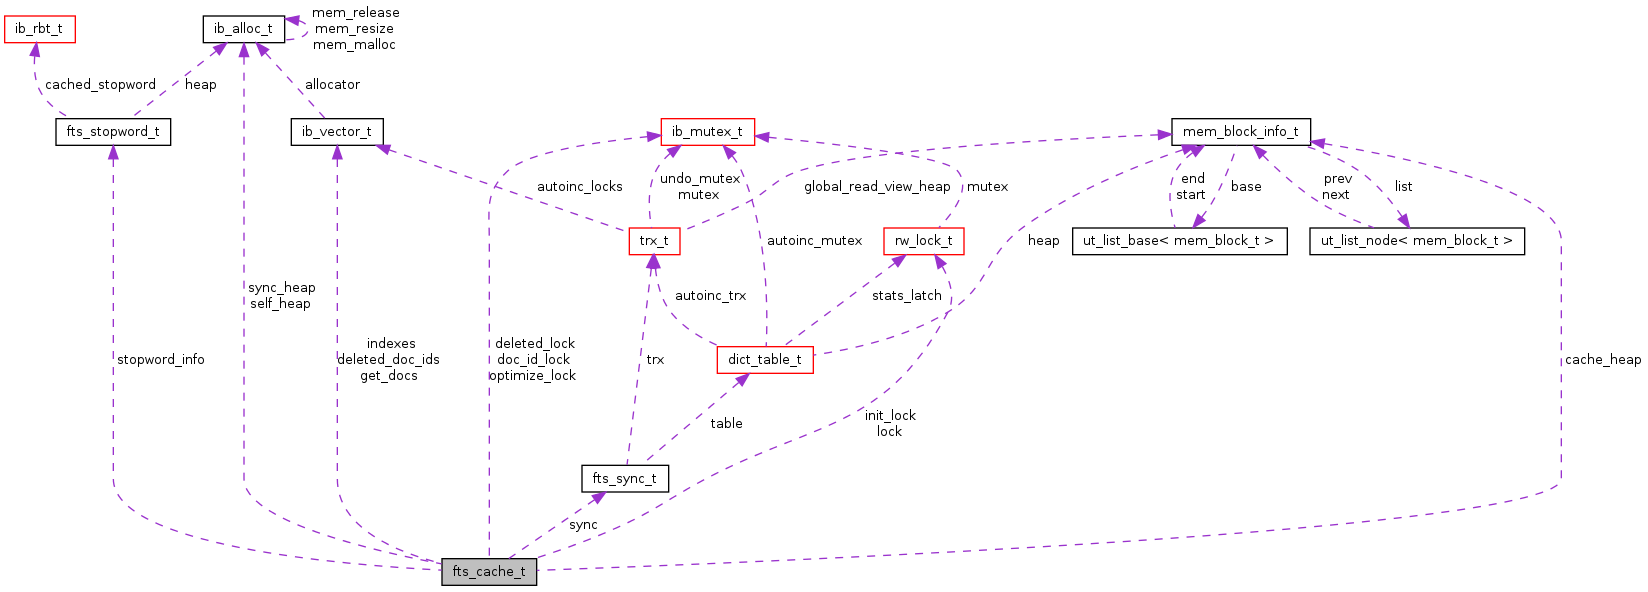 mem_release
ib_rbt_t
ib_alloc_t
mem_resize
mem_malloc
cached_stopword
heap
allocator
fts_stopword_t
ib_vector_t
ib_mutex_t
mem_block_info_t
autoinc_locks
undo_mutex
mutex
global_read_view_heap
mutex
end
start
base
prev
next
list
trx_t
rw_lock_t
ut_list_base< mem_block_t >
ut_list_node< mem_block_t >
autoinc_mutex
heap
sync_heap
self_heap
autoinc_trx
stats_latch
stopword_info
indexes
deleted_doc_ids
get_docs
deleted_lock
doc_id_lock
optimize_lock
trx
dict_table_t
cache_heap
table
init_lock
lock
fts_sync_t
sync
fts_cache_t